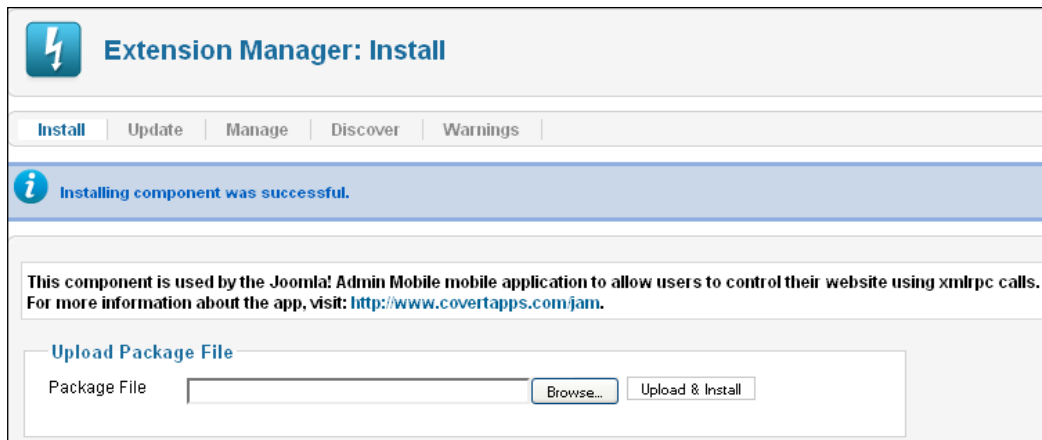 Extension Manager: Install
Install Update Manage Discover Warnings
Installing component was successful.
This component is used by the Joomla! Admin Mobile mobile application to allow users to control their website using xmlrpc calls.
For more information about the app, visit: http://www.covertapps.com/jam.
Upload Package File
Package File Browse... Upload & Install